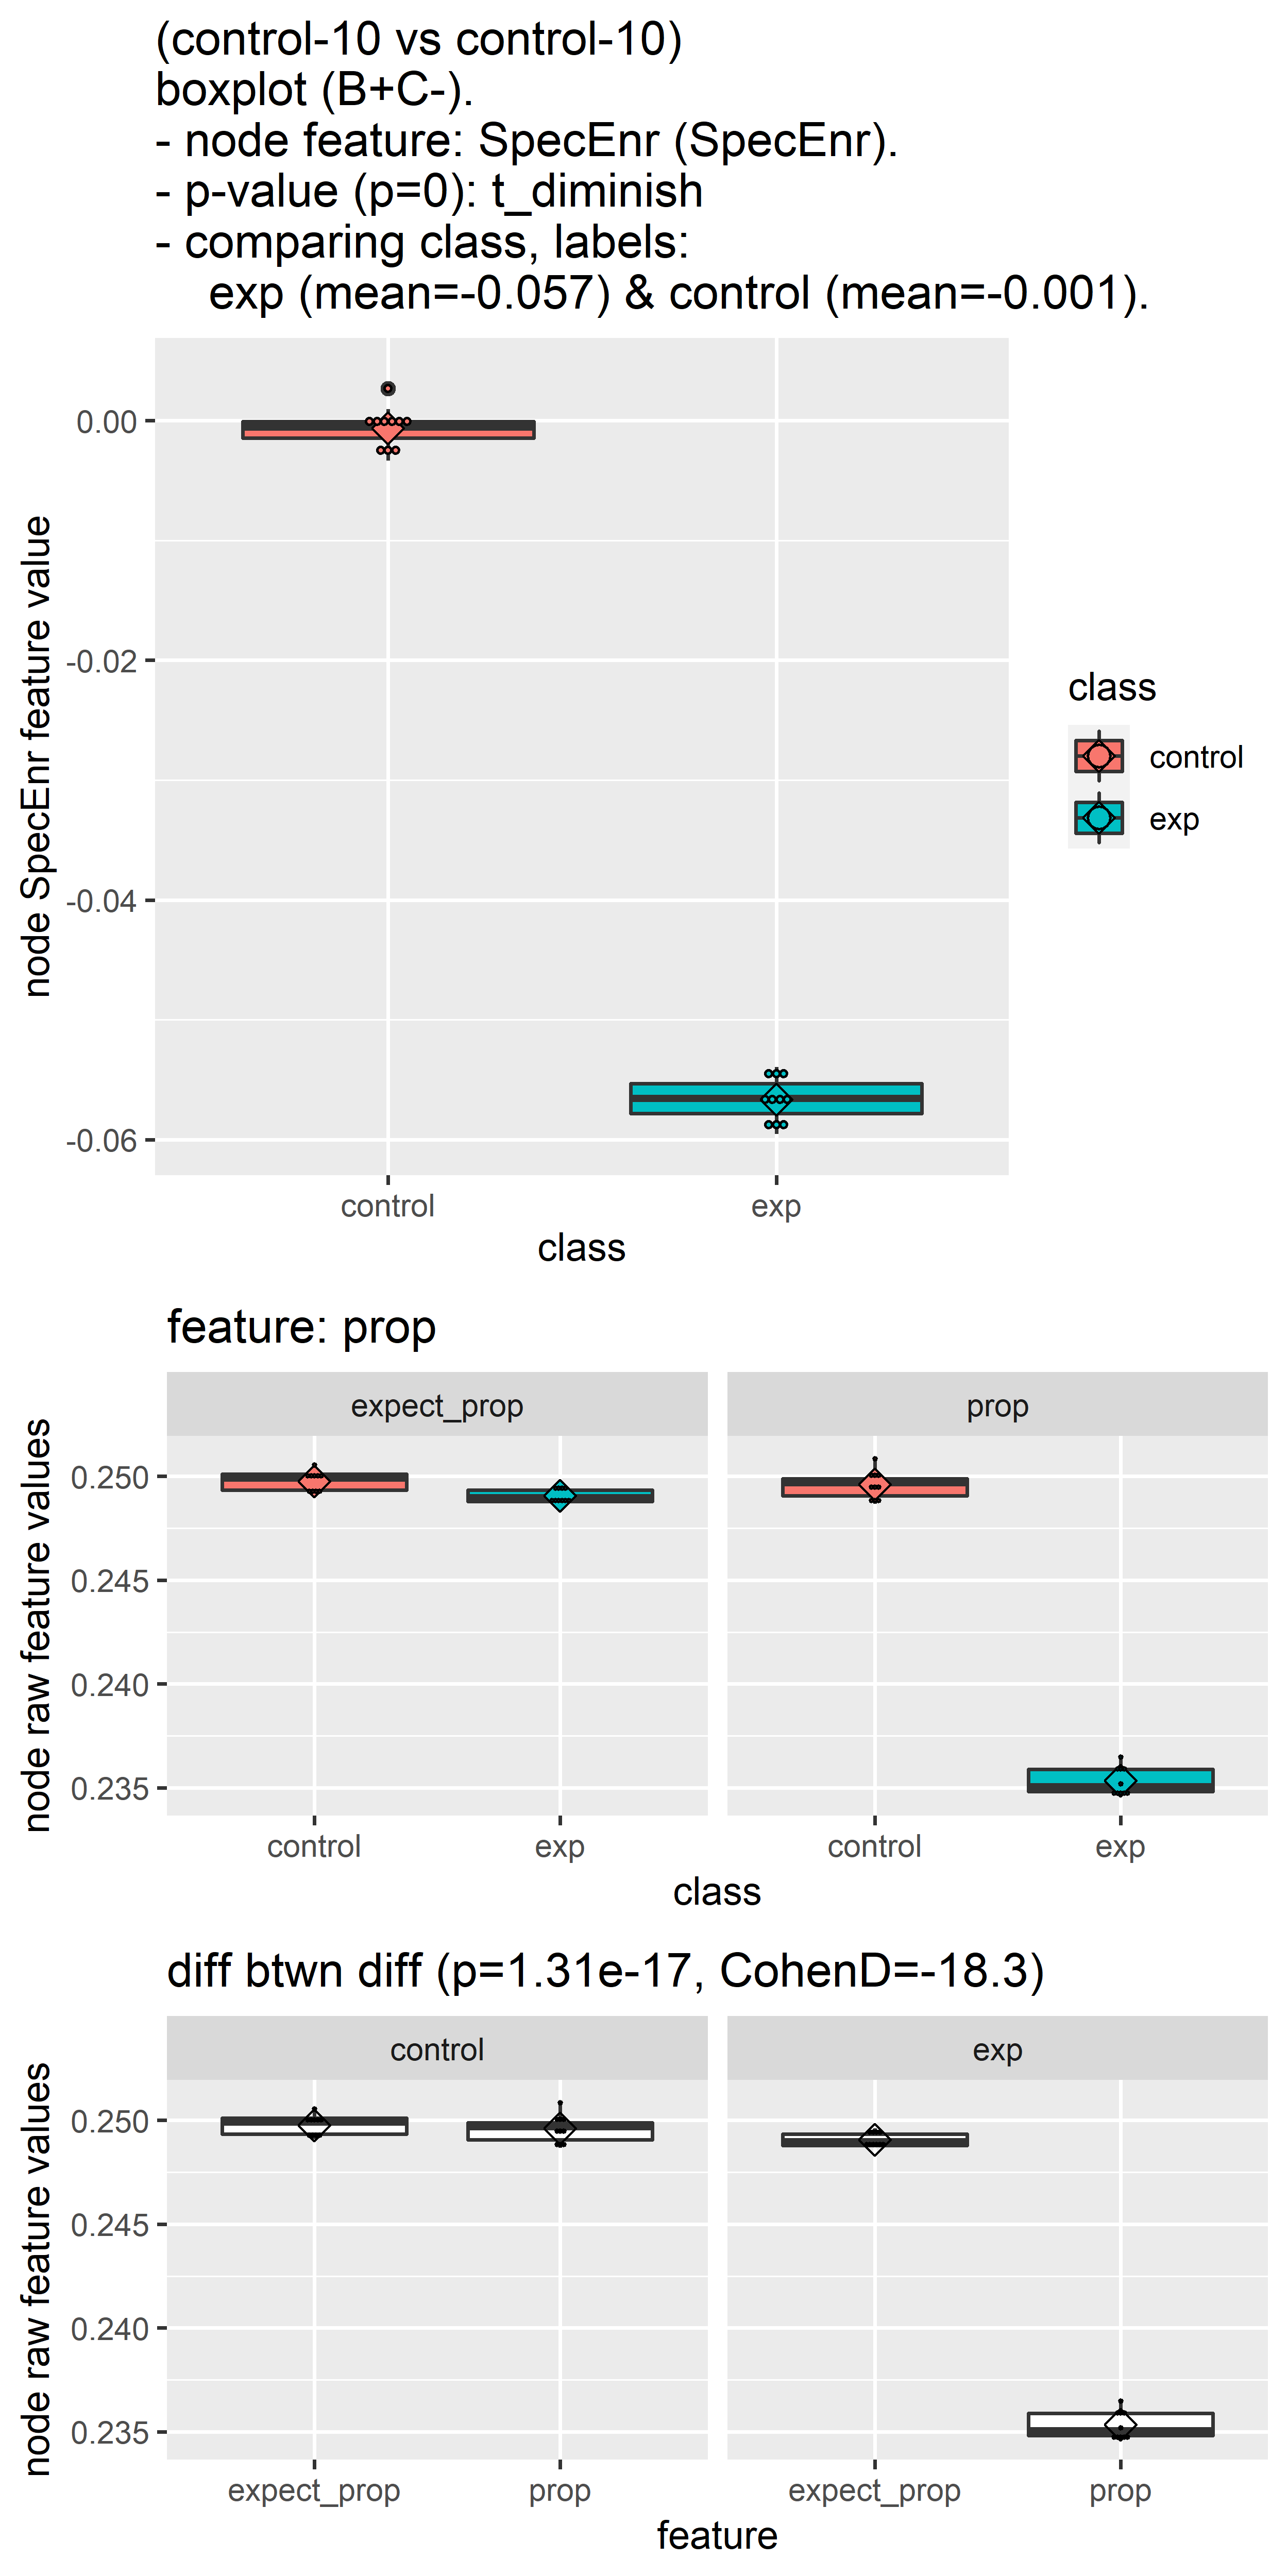 (control-10 vs control-10)
boxplot (B+C-).
- node feature: SpecEnr (SpecEnr).
- p-value (p=0): t_diminish
- comparing class, labels:
exp (mean=-0.057) & control (mean=-0.001).
node SpecEnr feature value
0.00
-0.02
-0.04
-0.06
control
exp
class
class
control
exp
feature: prop
node raw feature values
expect_prop
prop
0.250
0.245
0.240
0.235
control
exp
control
exp
class
diff btwn diff (p=1.31e-17, CohenD=-18.3)
node raw feature values
control
exp
0.250
0.245
0.240
0.235
expect_prop
prop
expect_prop
prop
feature